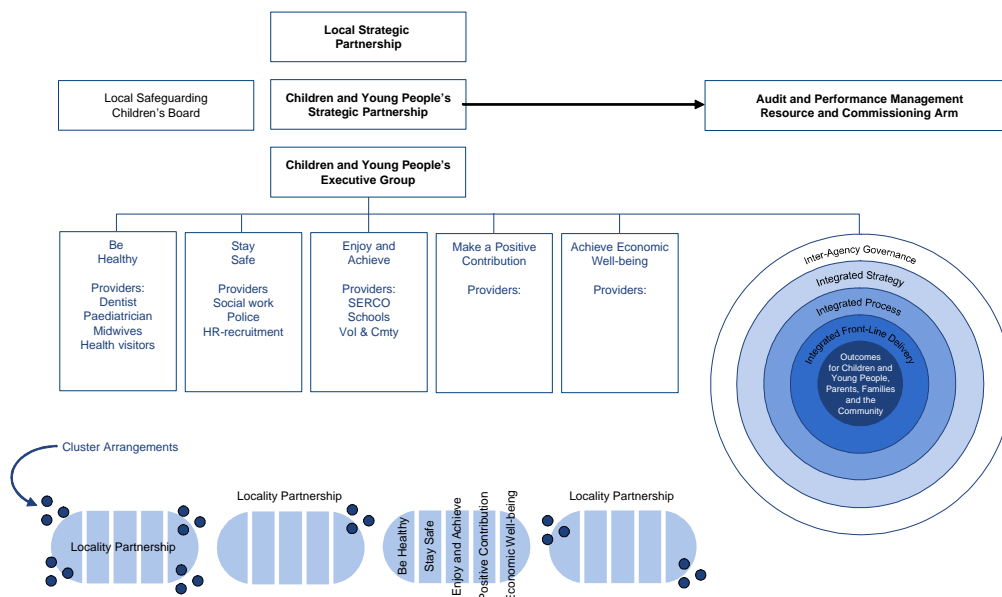 Local Strategic
Partnership
Local Safeguarding
Children's Board
Children and Young People's
Strategic Partnership
Audit and Performance Management
Resource and Commissioning Arm
Children and Young People's
Executive Group
Be
Healthy
Providers:
Dentist
Paediatrician
Midwives
Health visitors
Stay
Safe
Providers
Social work
Police
HR-recruitment
Enjoy and
Achieve
Providers:
SERCO
Schools
Vol & Cmty
Make a Positive
Contribution
Providers:
Achieve Economic
Well-being
Providers:
Inter-Agency Governance
Integrated Strategy
Integrated Process
Integrated Front-Line Delivery
Outcomes
for Children and
Young People,
Parents, Families
and the
Community
Cluster Arrangements
Locality Partnership
Locality Partnership
Be Healthy
Stay Safe
Enjoy and Achieve
Positive Contribution
Economic Well-being
Locality Partnership